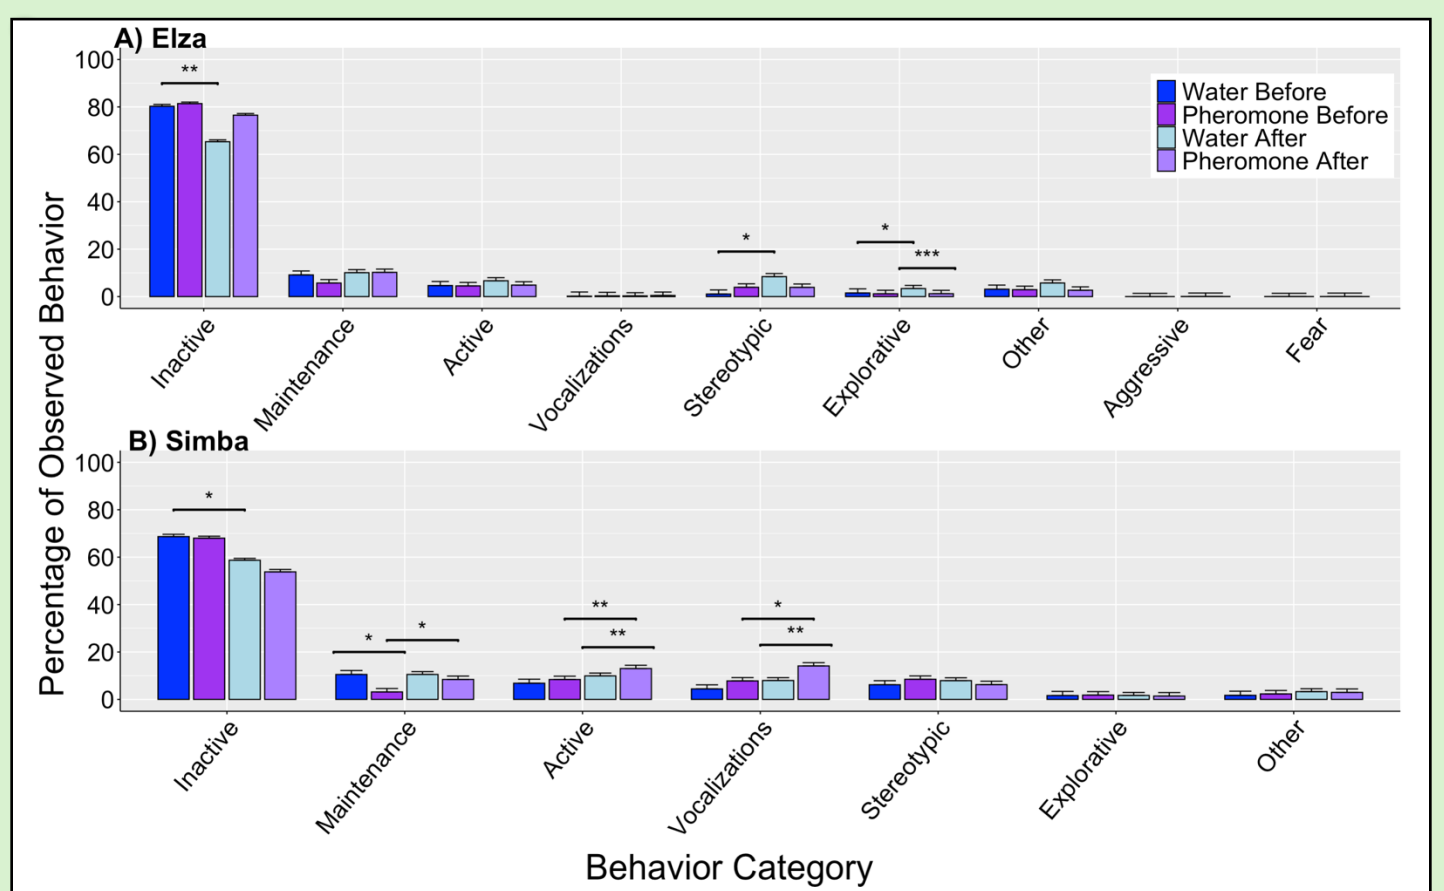 A) Elza
100
80
60
40
20
0
**
*
*
***
Water Before
Pheromone Before
Water After
Pheromone After
Inactive
Maintenance
Active
Vocalizations
Stereotypic
Explorative
Other
Aggressive
Fear
Percentage of Observed Behavior
B) Simba
100
80
60
40
20
0
*
*
*
**
**
*
**
Inactive
Maintenance
Active
Vocalizations
Stereotypic
Explorative
Other
Behavior Category